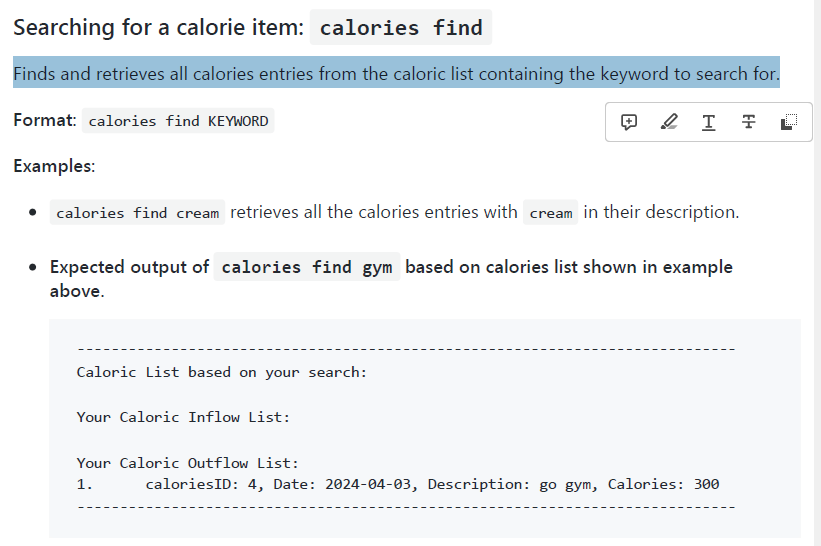 Searching for a calorie item: calories find
Finds and retrieves all calories entries from the caloric list containing the keyword to search for.
Format: calories find KEYWORD
Examples:
• calories find cream retrieves all the calories entries with cream in their description.
• Expected output of calories find gym based on calories list shown in example
above.
-----------------------------------------------------------------------------
Caloric List based on your search:
Your Caloric Inflow List:
Your Caloric Outflow List:
1.      caloriesID: 4, Date: 2024-04-03, Description: go gym, Calories: 300
-----------------------------------------------------------------------------